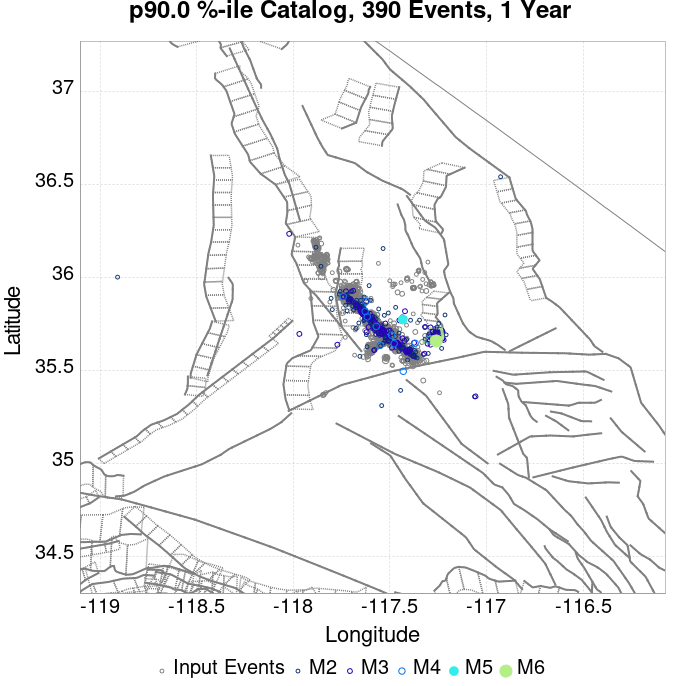 p90.0 %-ile Catalog, 390 Events, 1 Year
37
36.5
36
35.5
35
34.5
Latitude
-119
-118.5
-118
-117.5
-117
-116.5
Longitude
Input Events
M2
M3
M4
M5
M6